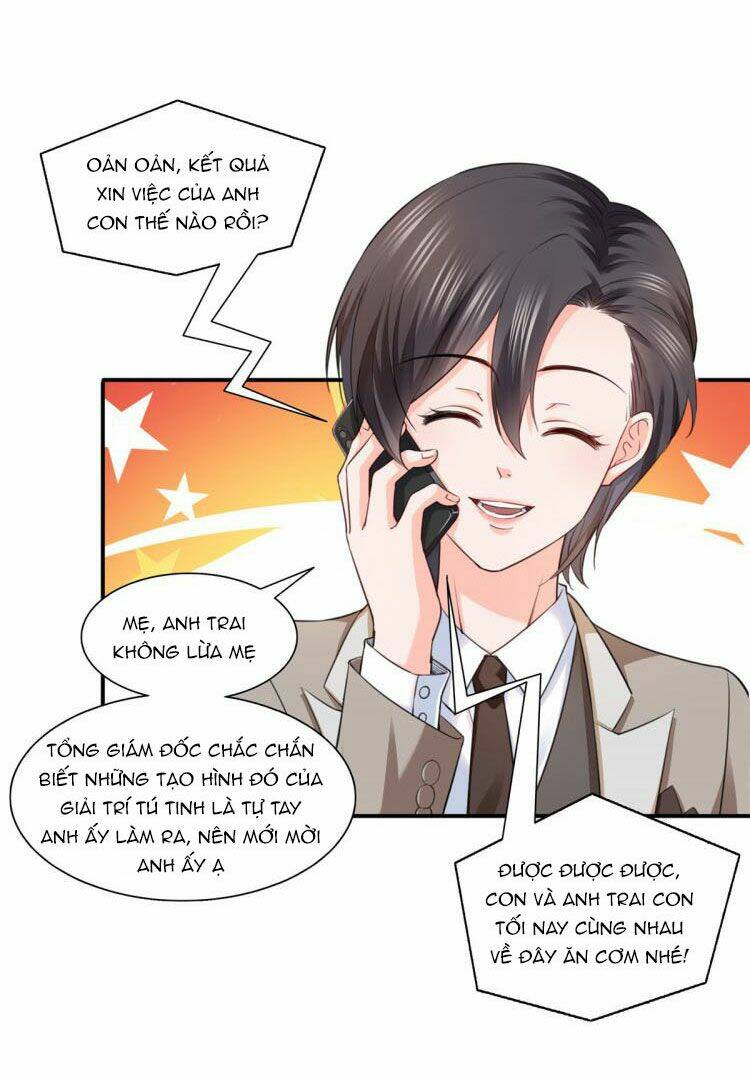 OẢN OẢN, KẾT QUẢ
XIN VIỆC CỦA ANH
CON THẾ NÀO RỒI?
MẸ, ANH TRAI
KHÔNG LỪA MẸ
TỔNG GIÁM ĐỐC CHẮC CHẮN
BIẾT NHỮNG TẠO HÌNH ĐÓ CỦA
GIẢI TRÍ TÚ TINH LÀ TỰ TAY
ANH ẤY LÀM RA, NÊN MỚI MỜI
ANH ẤY Ạ
ĐƯỢC ĐƯỢC ĐƯỢC,
CON VÀ ANH TRAI CON
TỐI NAY CÙNG NHAU
VỀ ĐÂY ĂN CƠM NHÉ!